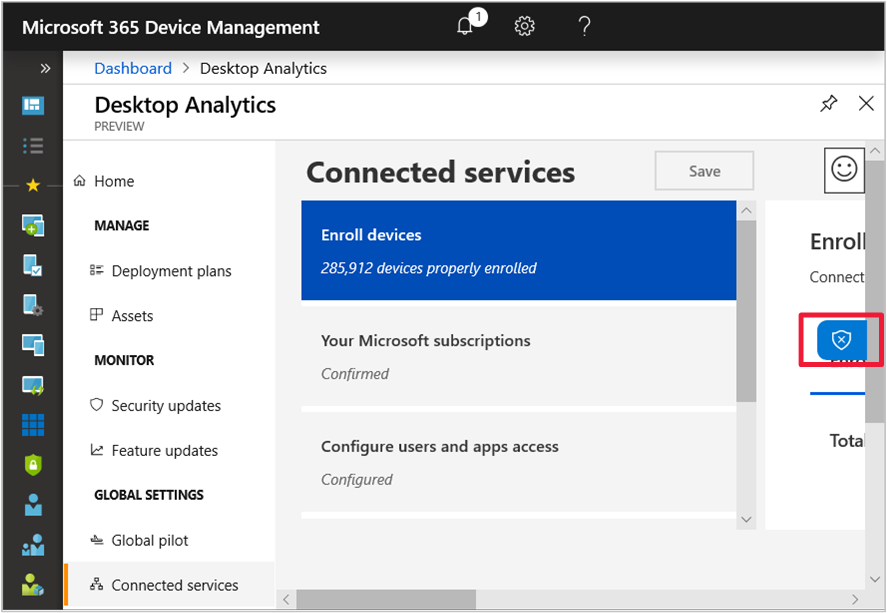 Microsoft 365 Device Management
1
?
Dashboard > Desktop Analytics
Desktop Analytics
PREVIEW
Home
MANAGE
Deployment plans
Assets
MONITOR
Security updates
Feature updates
GLOBAL SETTINGS
Global pilot
Connected services
Connected services
Save
Enroll devices
285,912 devices properly enrolled
Your Microsoft subscriptions
Confirmed
Configure users and apps access
Configured
Enroll
Connect
Total